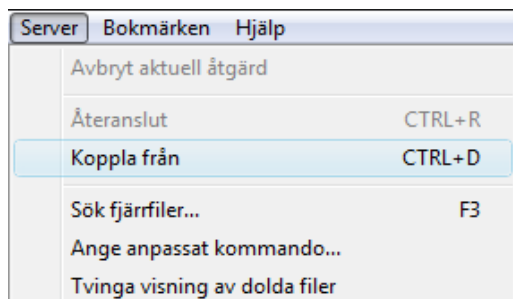 Server Bokmärken Hjälp
Avbryt aktuell åtgärd
Återanslut CTRL+R
Koppla från CTRL+D
Sök fjärrfiler... F3
Ange anpassat kommando...
Tvinga visning av dolda filer